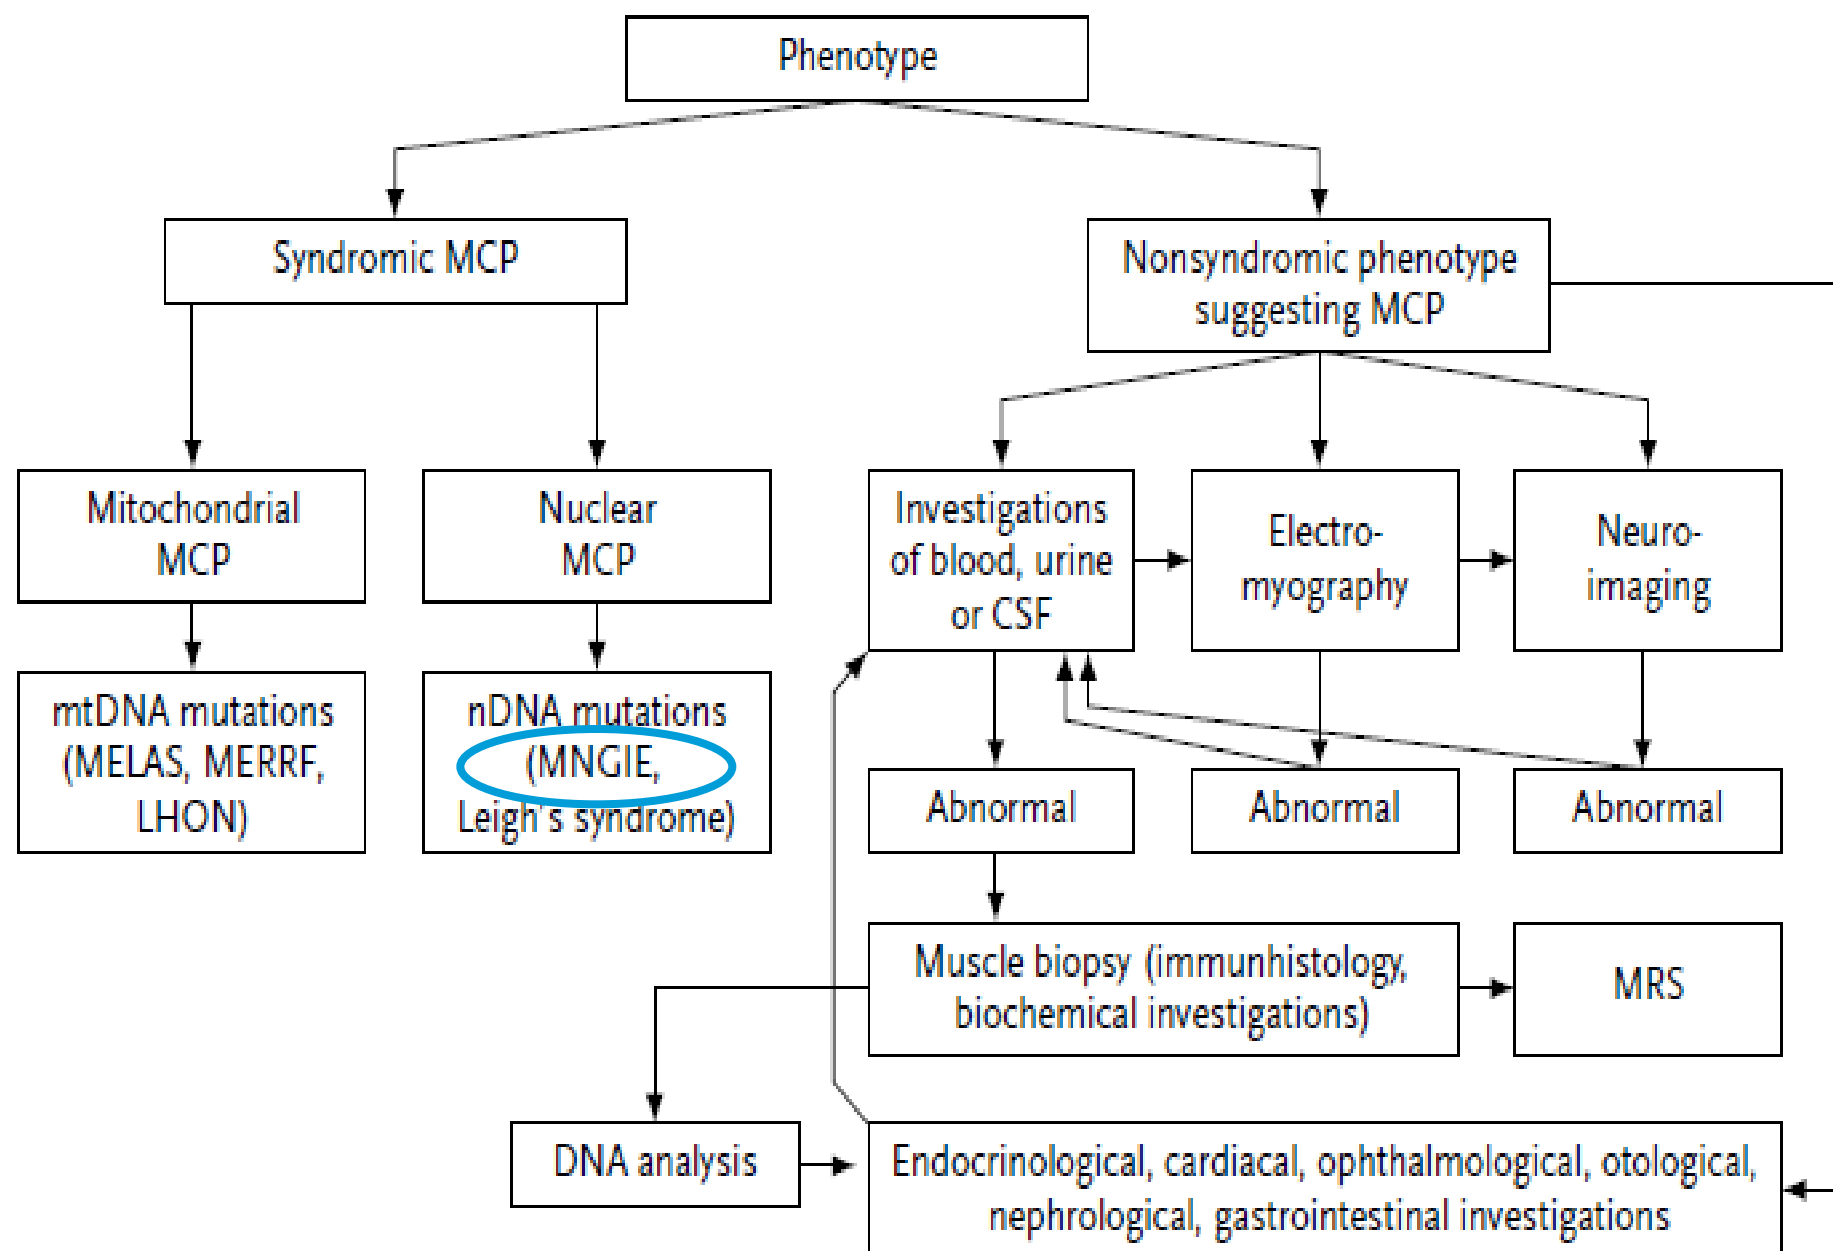 Phenotype
Syndromic MCP
Nonsyndromic phenotype
suggesting MCP
Mitochondrial
MCP
Nuclear
MCP
Investigations
of blood, urine
or CSF
Electro-
myography
Neuro-
imaging
mtDNA mutations
(MELAS, MERRF,
LHON)
nDNA mutations
(MNGIE,
Leigh's syndrome)
Abnormal
Abnormal
Abnormal
Muscle biopsy (immunhistology,
biochemical investigations)
MRS
DNA analysis
Endocrinological, cardiacal, ophthalmological, otological,
nephrological, gastrointestinal investigations